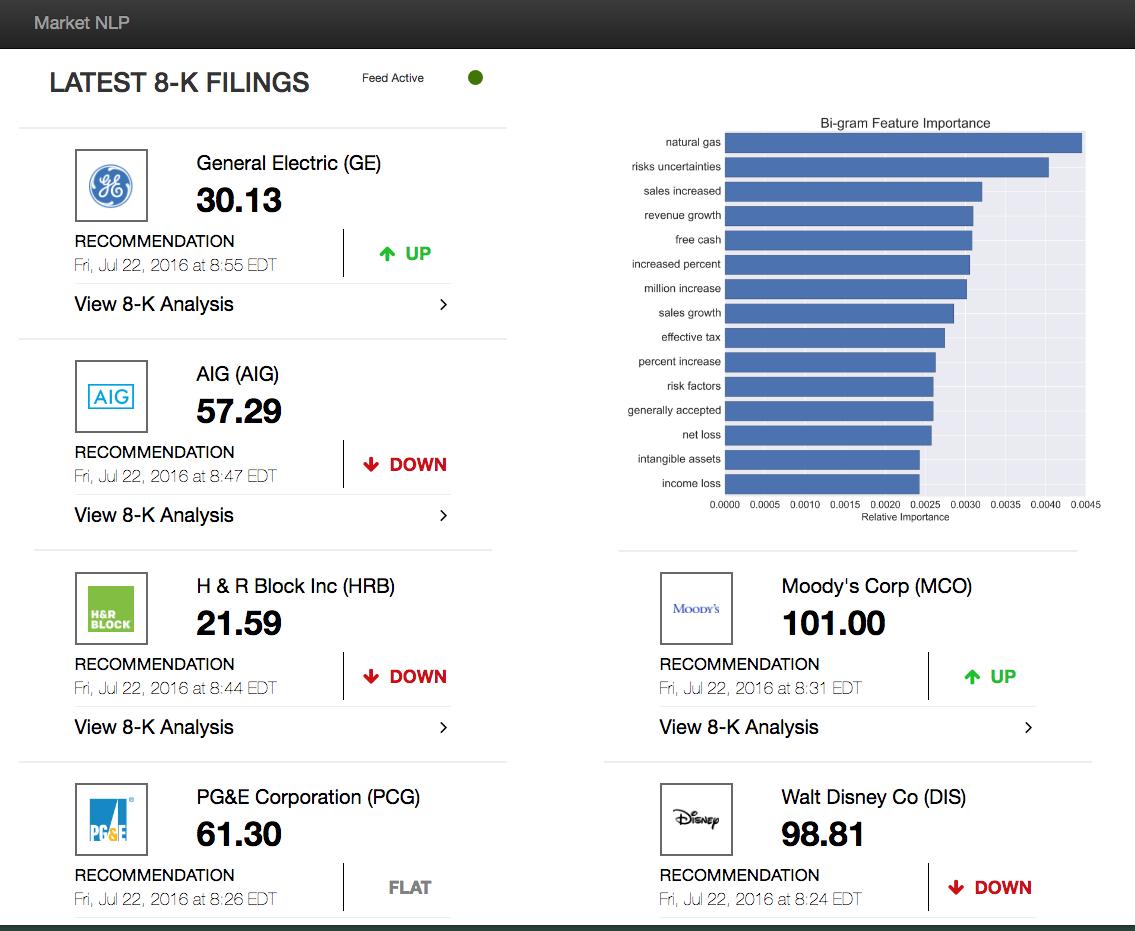 Market NLP
LATEST 8-K FILINGS
Feed Active
General Electric (GE)
30.13
RECOMMENDATION
Fri, Jul 22, 2016 at 8:55 EDT
UP
View 8-K Analysis
AIG
AIG (AIG)
57.29
RECOMMENDATION
Fri, Jul 22, 2016 at 8:47 EDT
DOWN
View 8-K Analysis
Bi-gram Feature Importance
natural gas
risks uncertainties
sales increased
revenue growth
free cash
increased percent
million increase
sales growth
effective tax
percent increase
risk factors
generally accepted
net loss
intangible assets
income loss
0.0000 0.0005 0.0010 0.0015 0.0020 0.0025 0.0030 0.0035 0.0040 0.0045
Relative Importance
H&R
BLOCK
H & R Block Inc (HRB)
21.59
RECOMMENDATION
Fri, Jul 22, 2016 at 8:44 EDT
DOWN
View 8-K Analysis
MOODY'S
Moody's Corp (MCO)
101.00
RECOMMENDATION
Fri, Jul 22, 2016 at 8:31 EDT
UP
View 8-K Analysis
PG&E
PG&E Corporation (PCG)
61.30
RECOMMENDATION
Fri, Jul 22, 2016 at 8:26 EDT
FLAT
DISNEY
Walt Disney Co (DIS)
98.81
RECOMMENDATION
Fri, Jul 22, 2016 at 8:24 EDT
DOWN